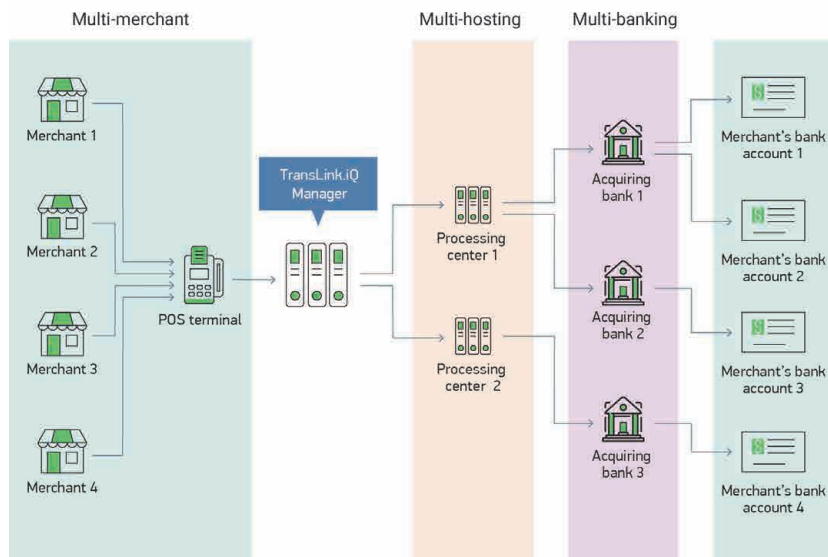 Multi-merchant
Multi-hosting
Multi-banking
Merchant 1
Merchant 2
Merchant 3
Merchant 4
POS terminal
TransLink.iQ
Manager
Processing
center 1
Processing
center 2
Acquiring
bank 1
Acquiring
bank 2
Acquiring
bank 3
Merchant's bank
account 1
Merchant's bank
account 2
Merchant's bank
account 3
Merchant's bank
account 4